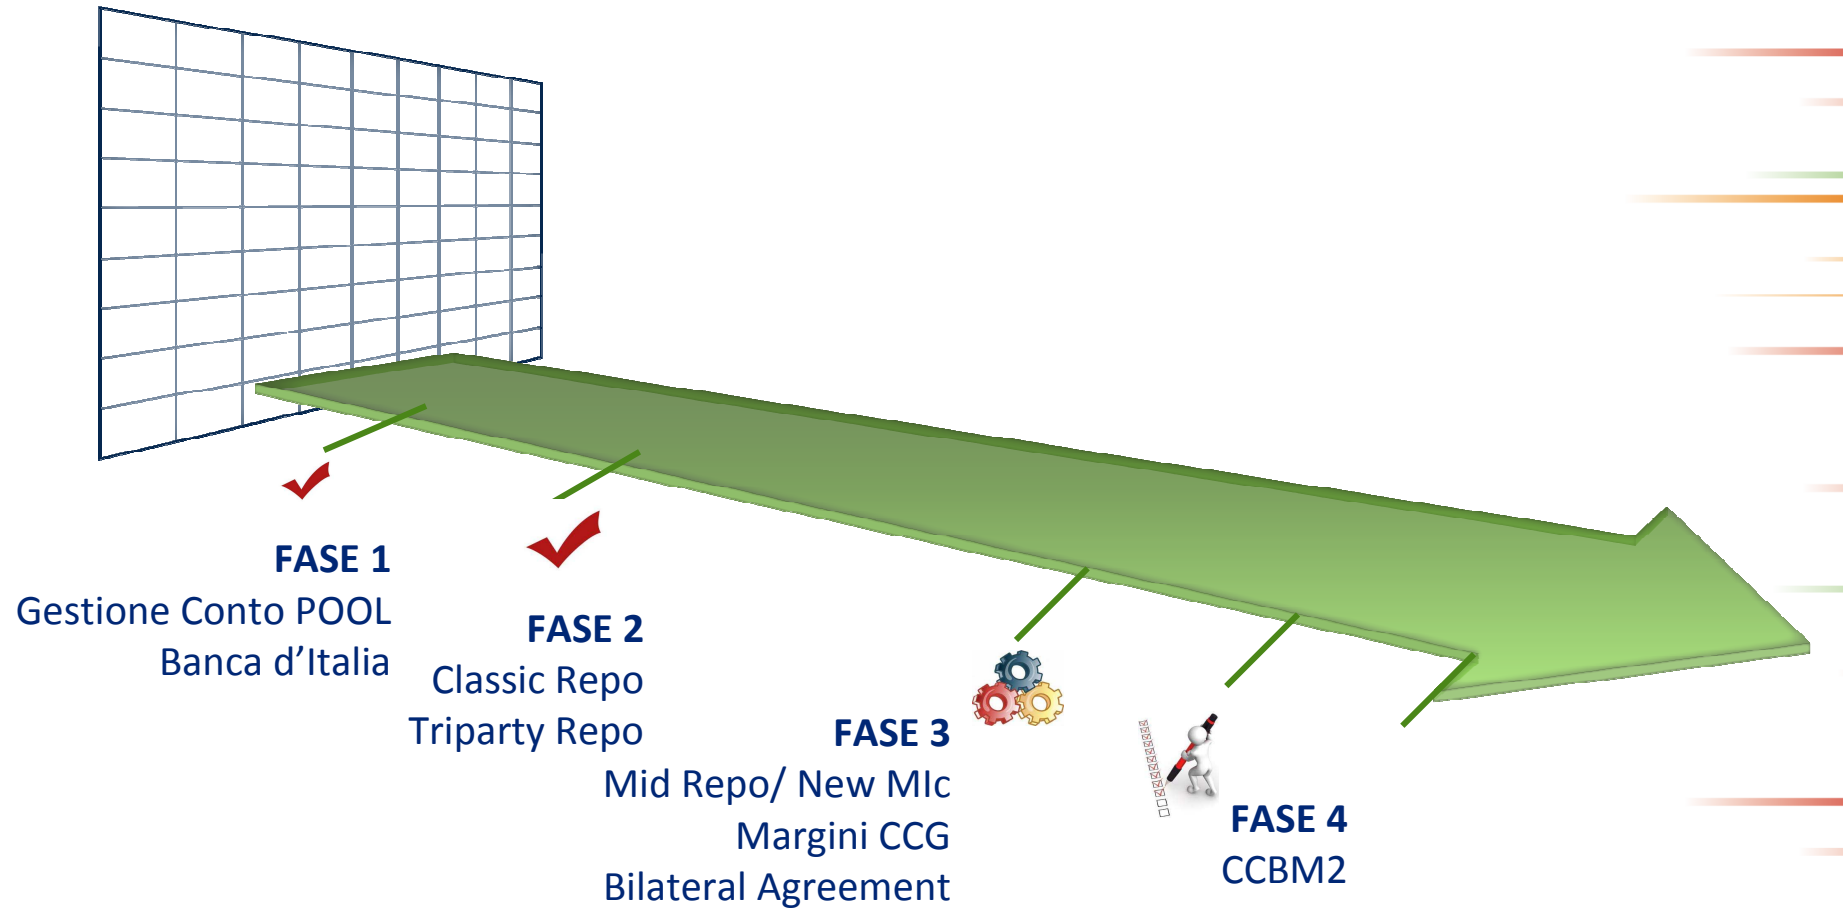 FASE 1
Gestione Conto POOL
Banca d’Italia
FASE 2
Classic Repo
Triparty Repo
FASE 3
Mid Repo/ New MIc
Margini CCG
Bilateral Agreement
FASE 4
CCBM2